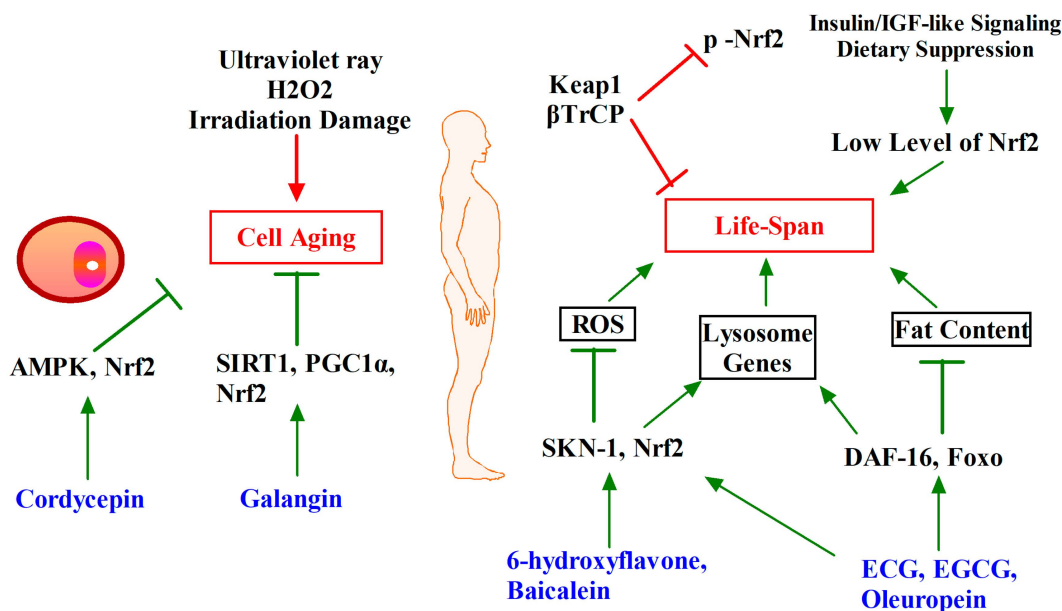 Ultraviolet ray
H2O2
Irradiation Damage
Cell Aging
AMPK, Nrf2
SIRT1, PGC1α,
Nrf2
Cordycepin
Galangin
p -Nrf2
Keap1
βTrCP
Insulin/IGF-like Signaling
Dietary Suppression
Low Level of Nrf2
Life-Span
ROS
Lysosome
Genes
Fat Content
SKN-1, Nrf2
DAF-16, Foxo
6-hydroxyflavone,
Baicalein
ECG, EGCG,
Oleuropein